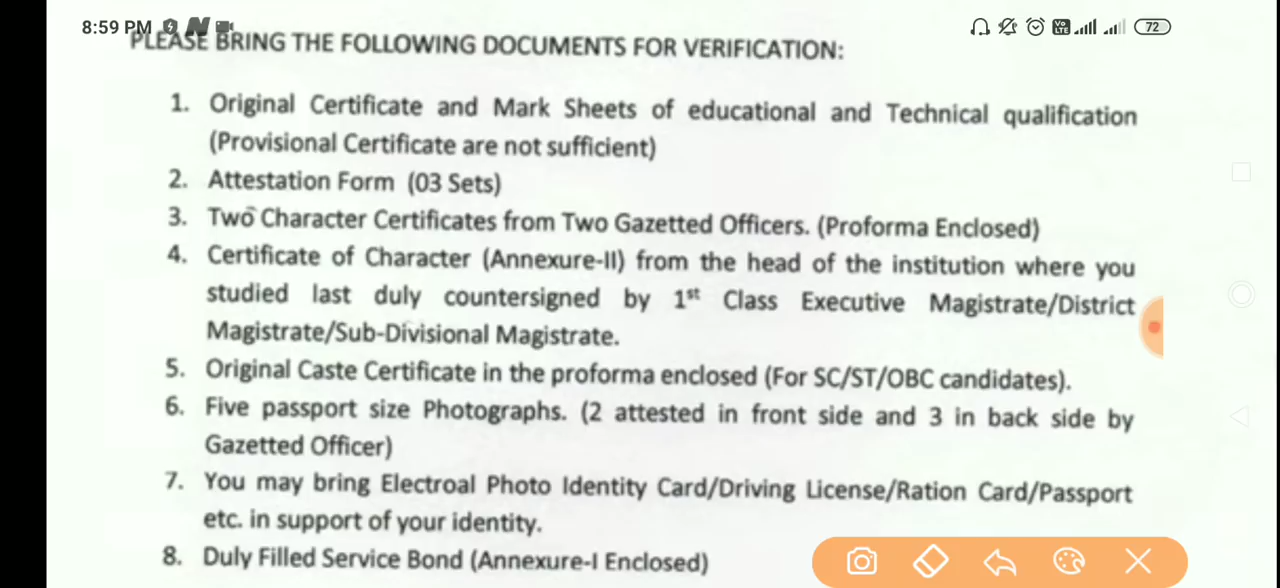 8:59 PM
Vo LTE
72
PLEASE BRING THE FOLLOWING DOCUMENTS FOR VERIFICATION:
1. Original Certificate and Mark Sheets of educational and Technical qualification
(Provisional Certificate are not sufficient)
2. Attestation Form (03 Sets)
3. Two Character Certificates from Two Gazetted Officers. (Proforma Enclosed)
4. Certificate of Character (Annexure-II) from the head of the institution where you
studied last duly countersigned by 1st Class Executive Magistrate/District
Magistrate/Sub-Divisional Magistrate.
5. Original Caste Certificate in the proforma enclosed (For SC/ST/OBC candidates).
6. Five passport size Photographs. (2 attested in front side and 3 in back side by
Gazetted Officer)
7. You may bring Electroal Photo Identity Card/Driving License/Ration Card/Passport
etc. in support of your identity.
8. Duly Filled Service Bond (Annexure-I Enclosed)